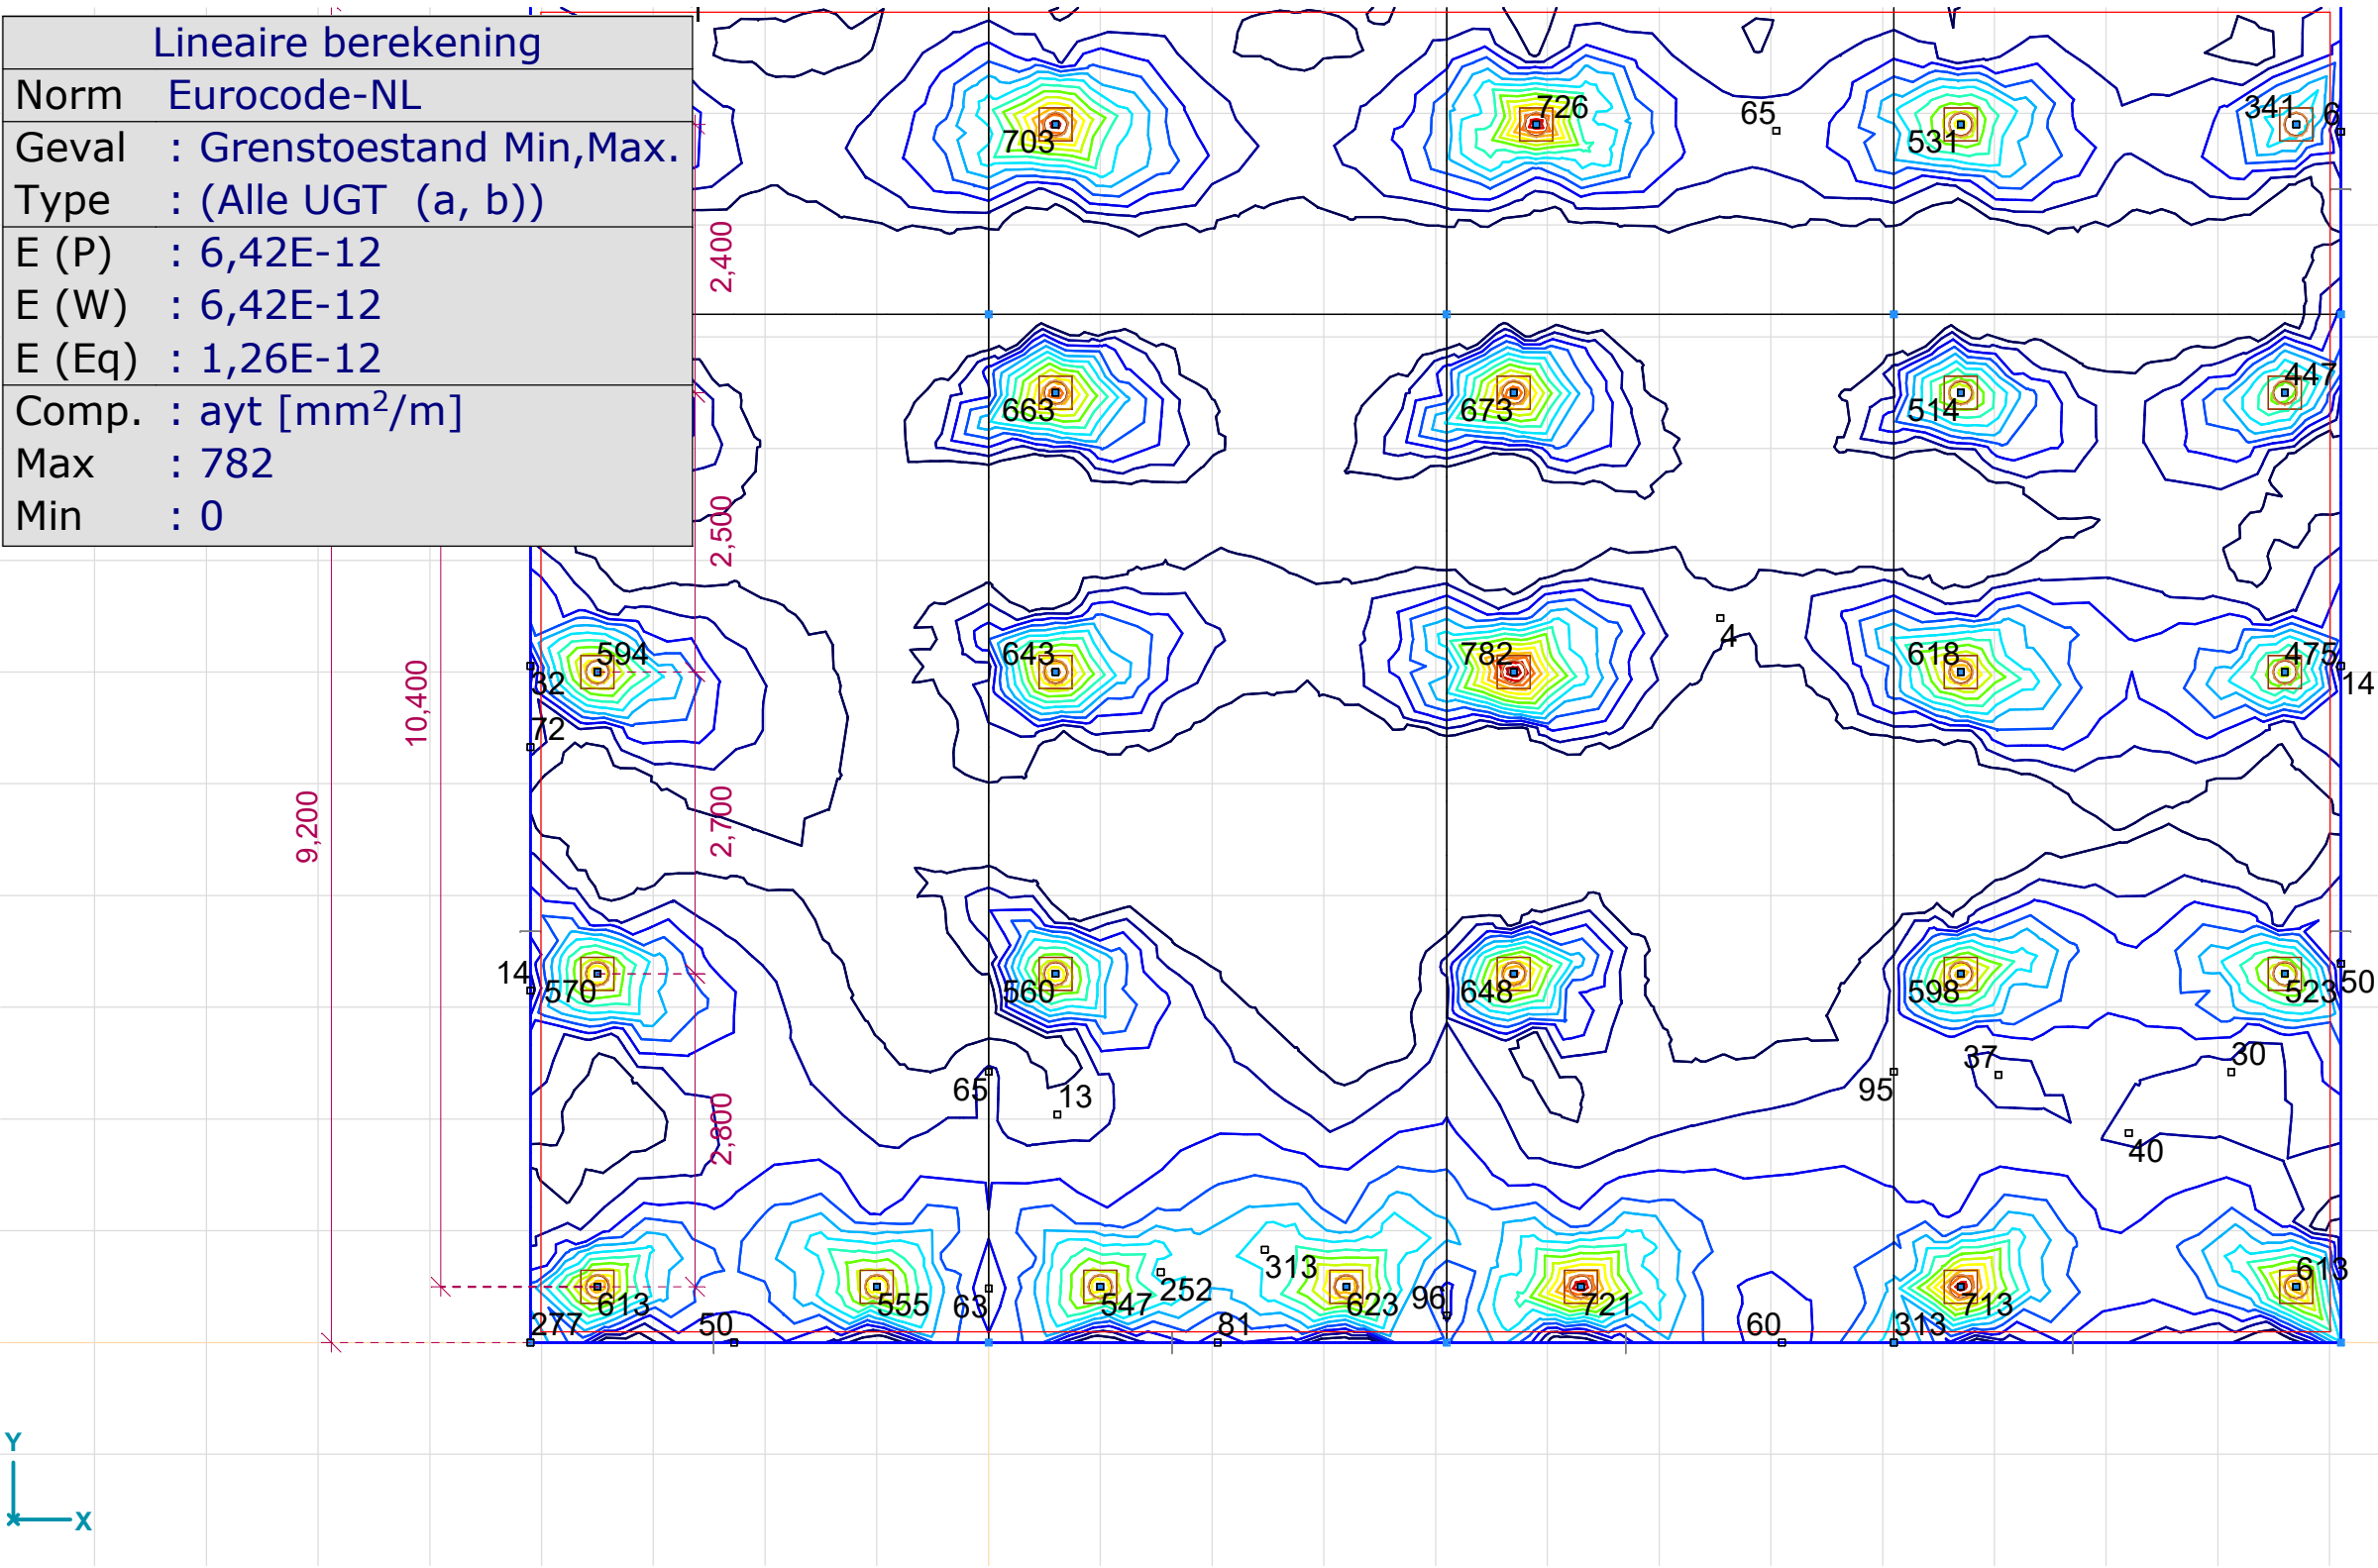 Lineaire berekening
Norm Eurocode-NL
Geval : Grenstoestand Min,Max.
Type : (Alle UGT (a, b))
E (P) : 6,42E-12
E (W) : 6,42E-12
E (Eq) : 1,26E-12
Comp. : ayt [mm²/m]
Max : 782
Min : 0
703 726 65 531 341 6
2,400
663 673 514 447
2,500
594 643 782 4 618 475
32 14
72
10,400
9,200
2,700
14 570 560 648 598 523 50
65 13 95 37 30
2,800
40
277 613 50 555 63 547 252 81 313 623 96 721 60 313 713 613
Y
X